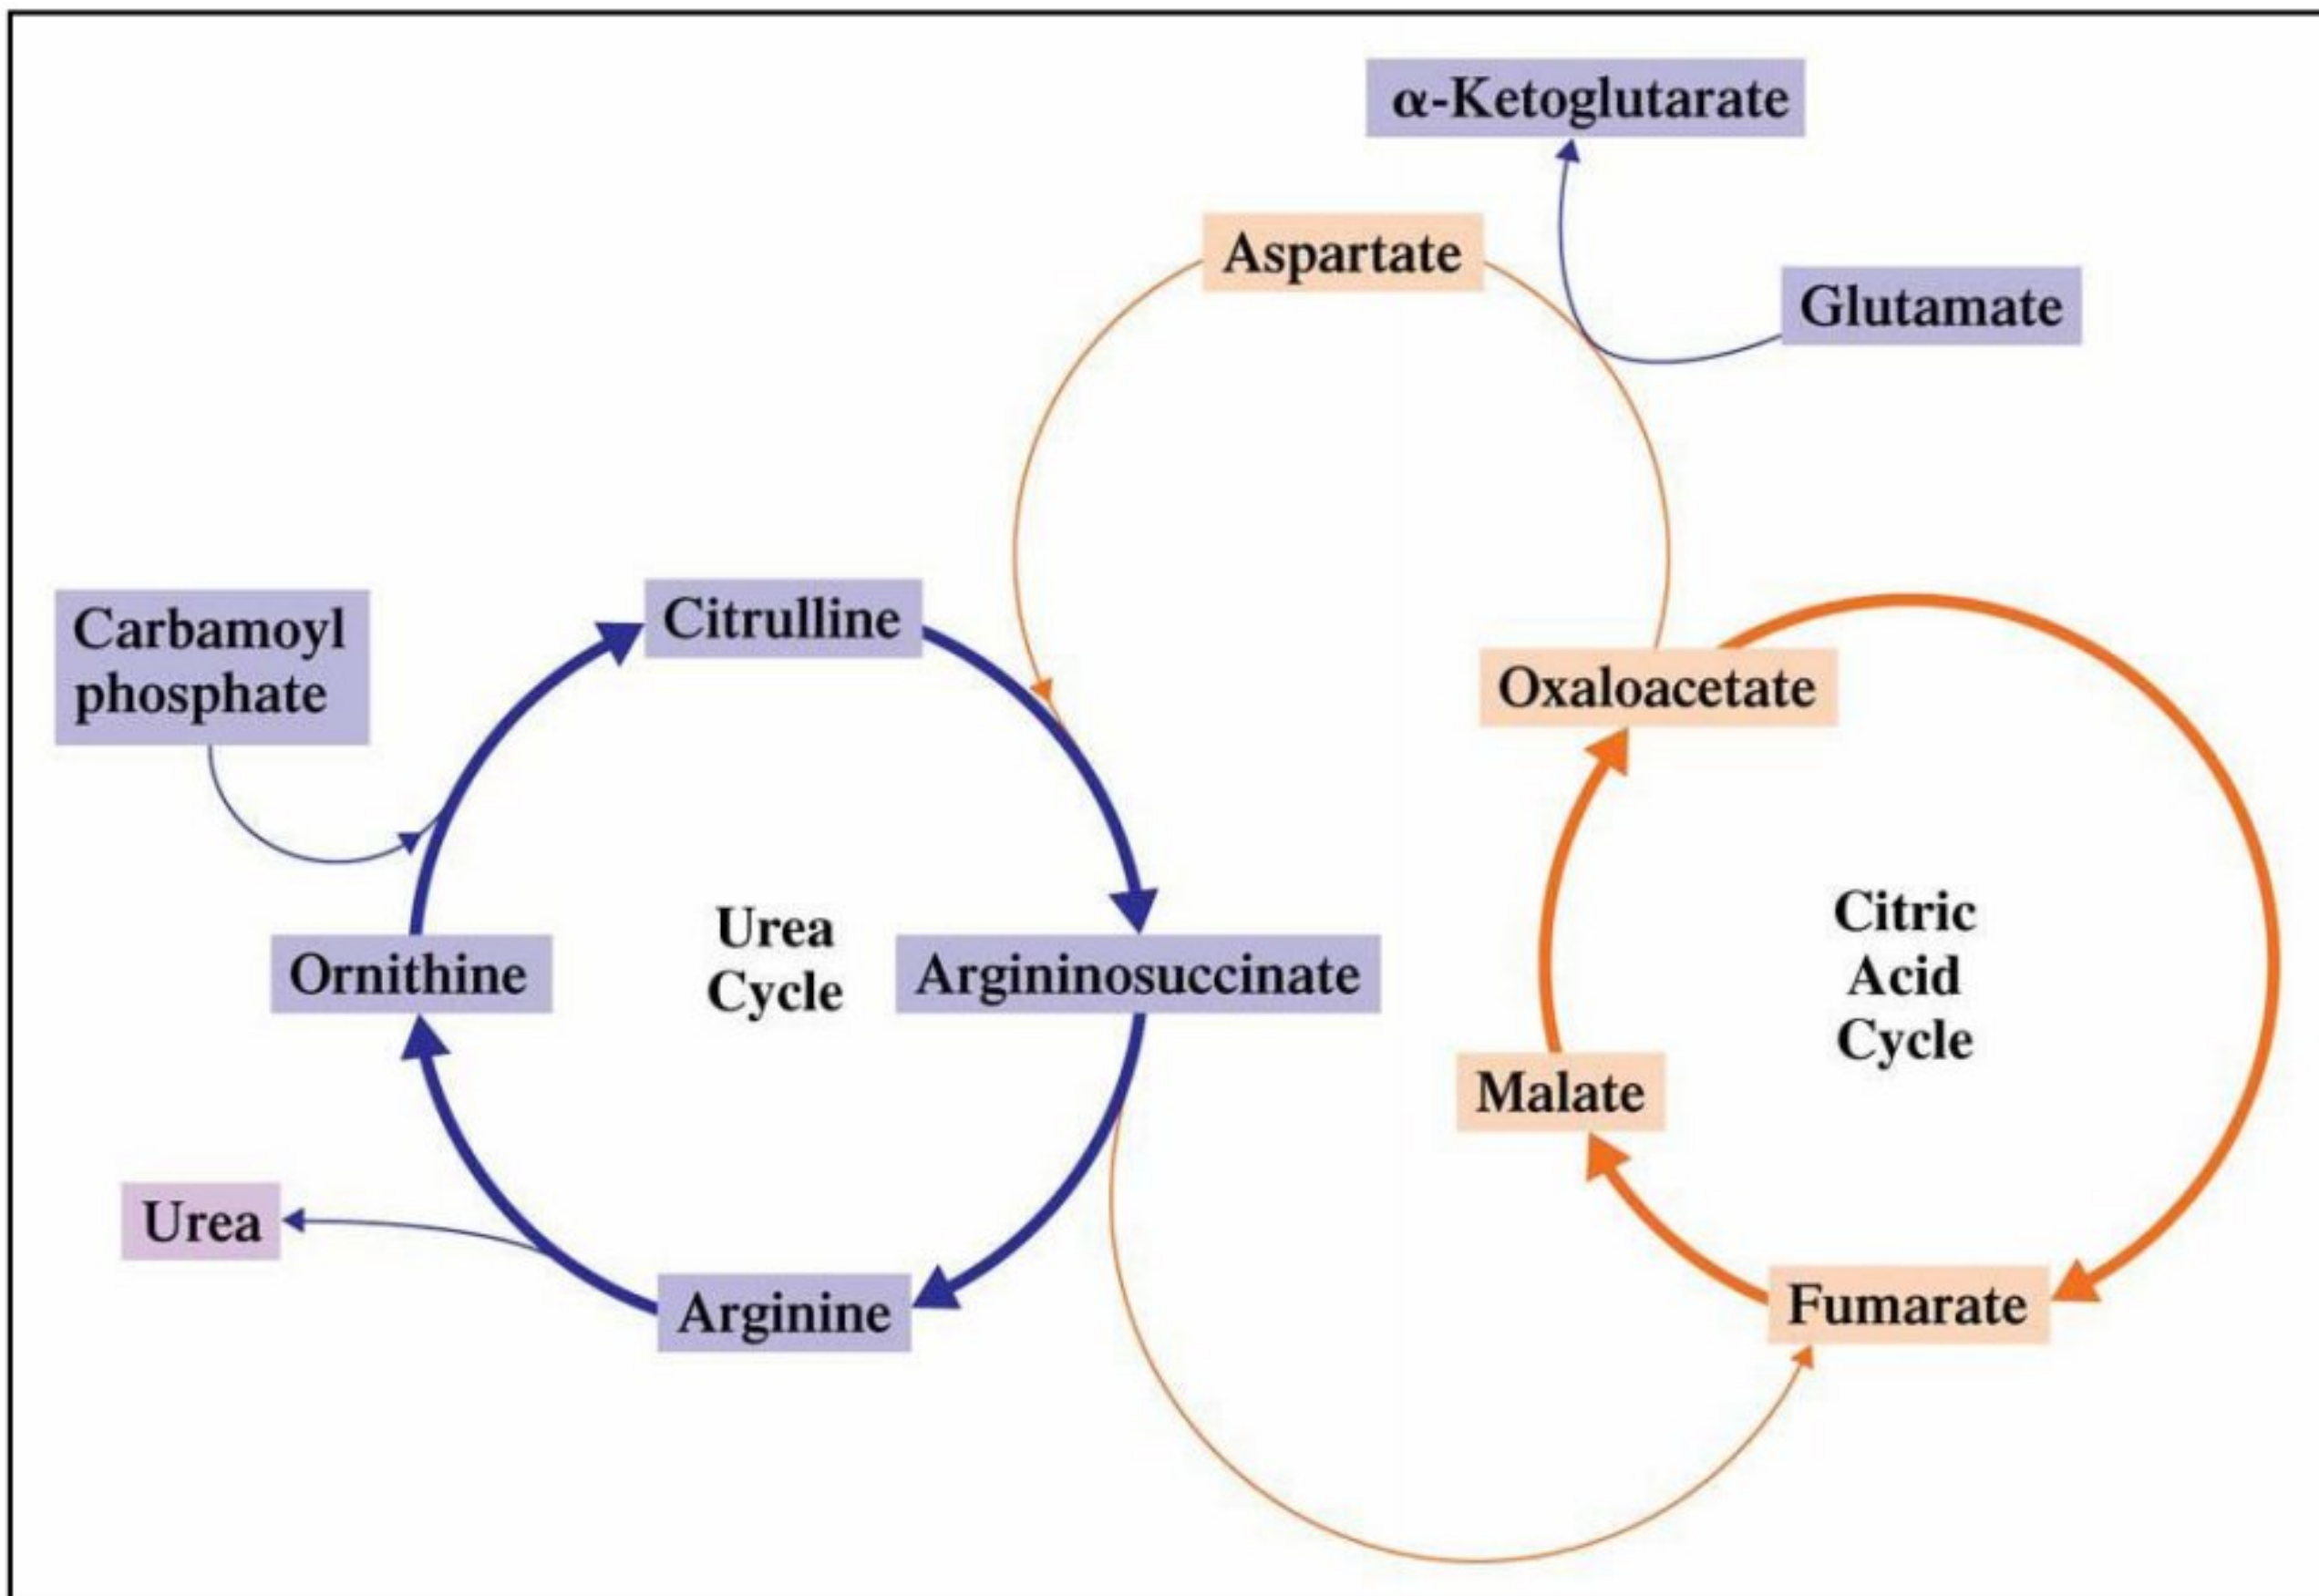 α-Ketoglutarate
Aspartate
Glutamate
Carbamoyl
phosphate
Citrulline
Oxaloacetate
Urea
Cycle
Ornithine
Argininosuccinate
Citric
Acid
Cycle
Malate
Urea
Arginine
Fumarate